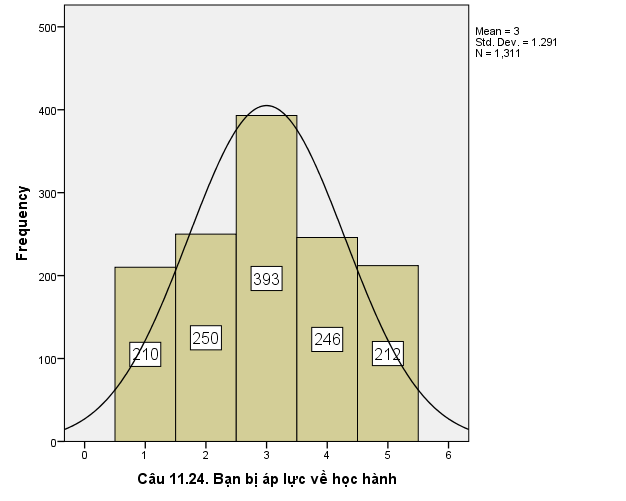 Mean = 3
Std. Dev. = 1.291
N = 1,311
Frequency
500
400
300
200
100
0
210
250
393
246
212
0 1 2 3 4 5 6
Câu 11.24. Bạn bị áp lực về học hành